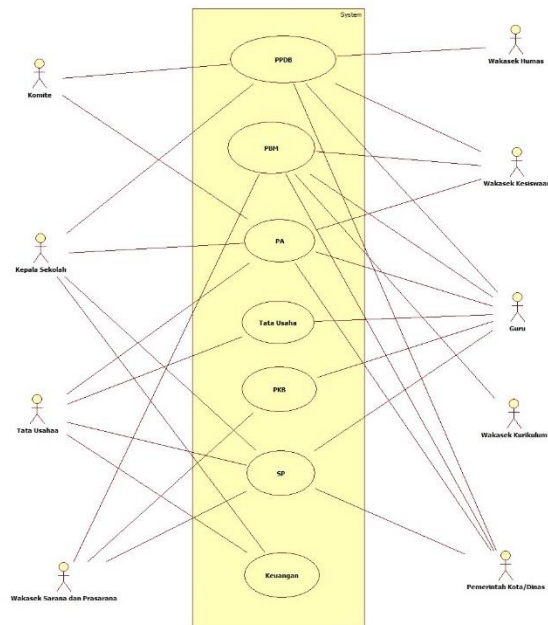 System
PPDB
Wakasek Humas
Komite
PBM
Wakasek Kesiswaan
PA
Kepala Sekolah
Guru
Tata Usaha
PKB
Tata Usahaa
Wakasek Kurikulum
SP
Keuangan
Wakasek Sarana dan Prasarana
Pemerintah Kota/Dinas